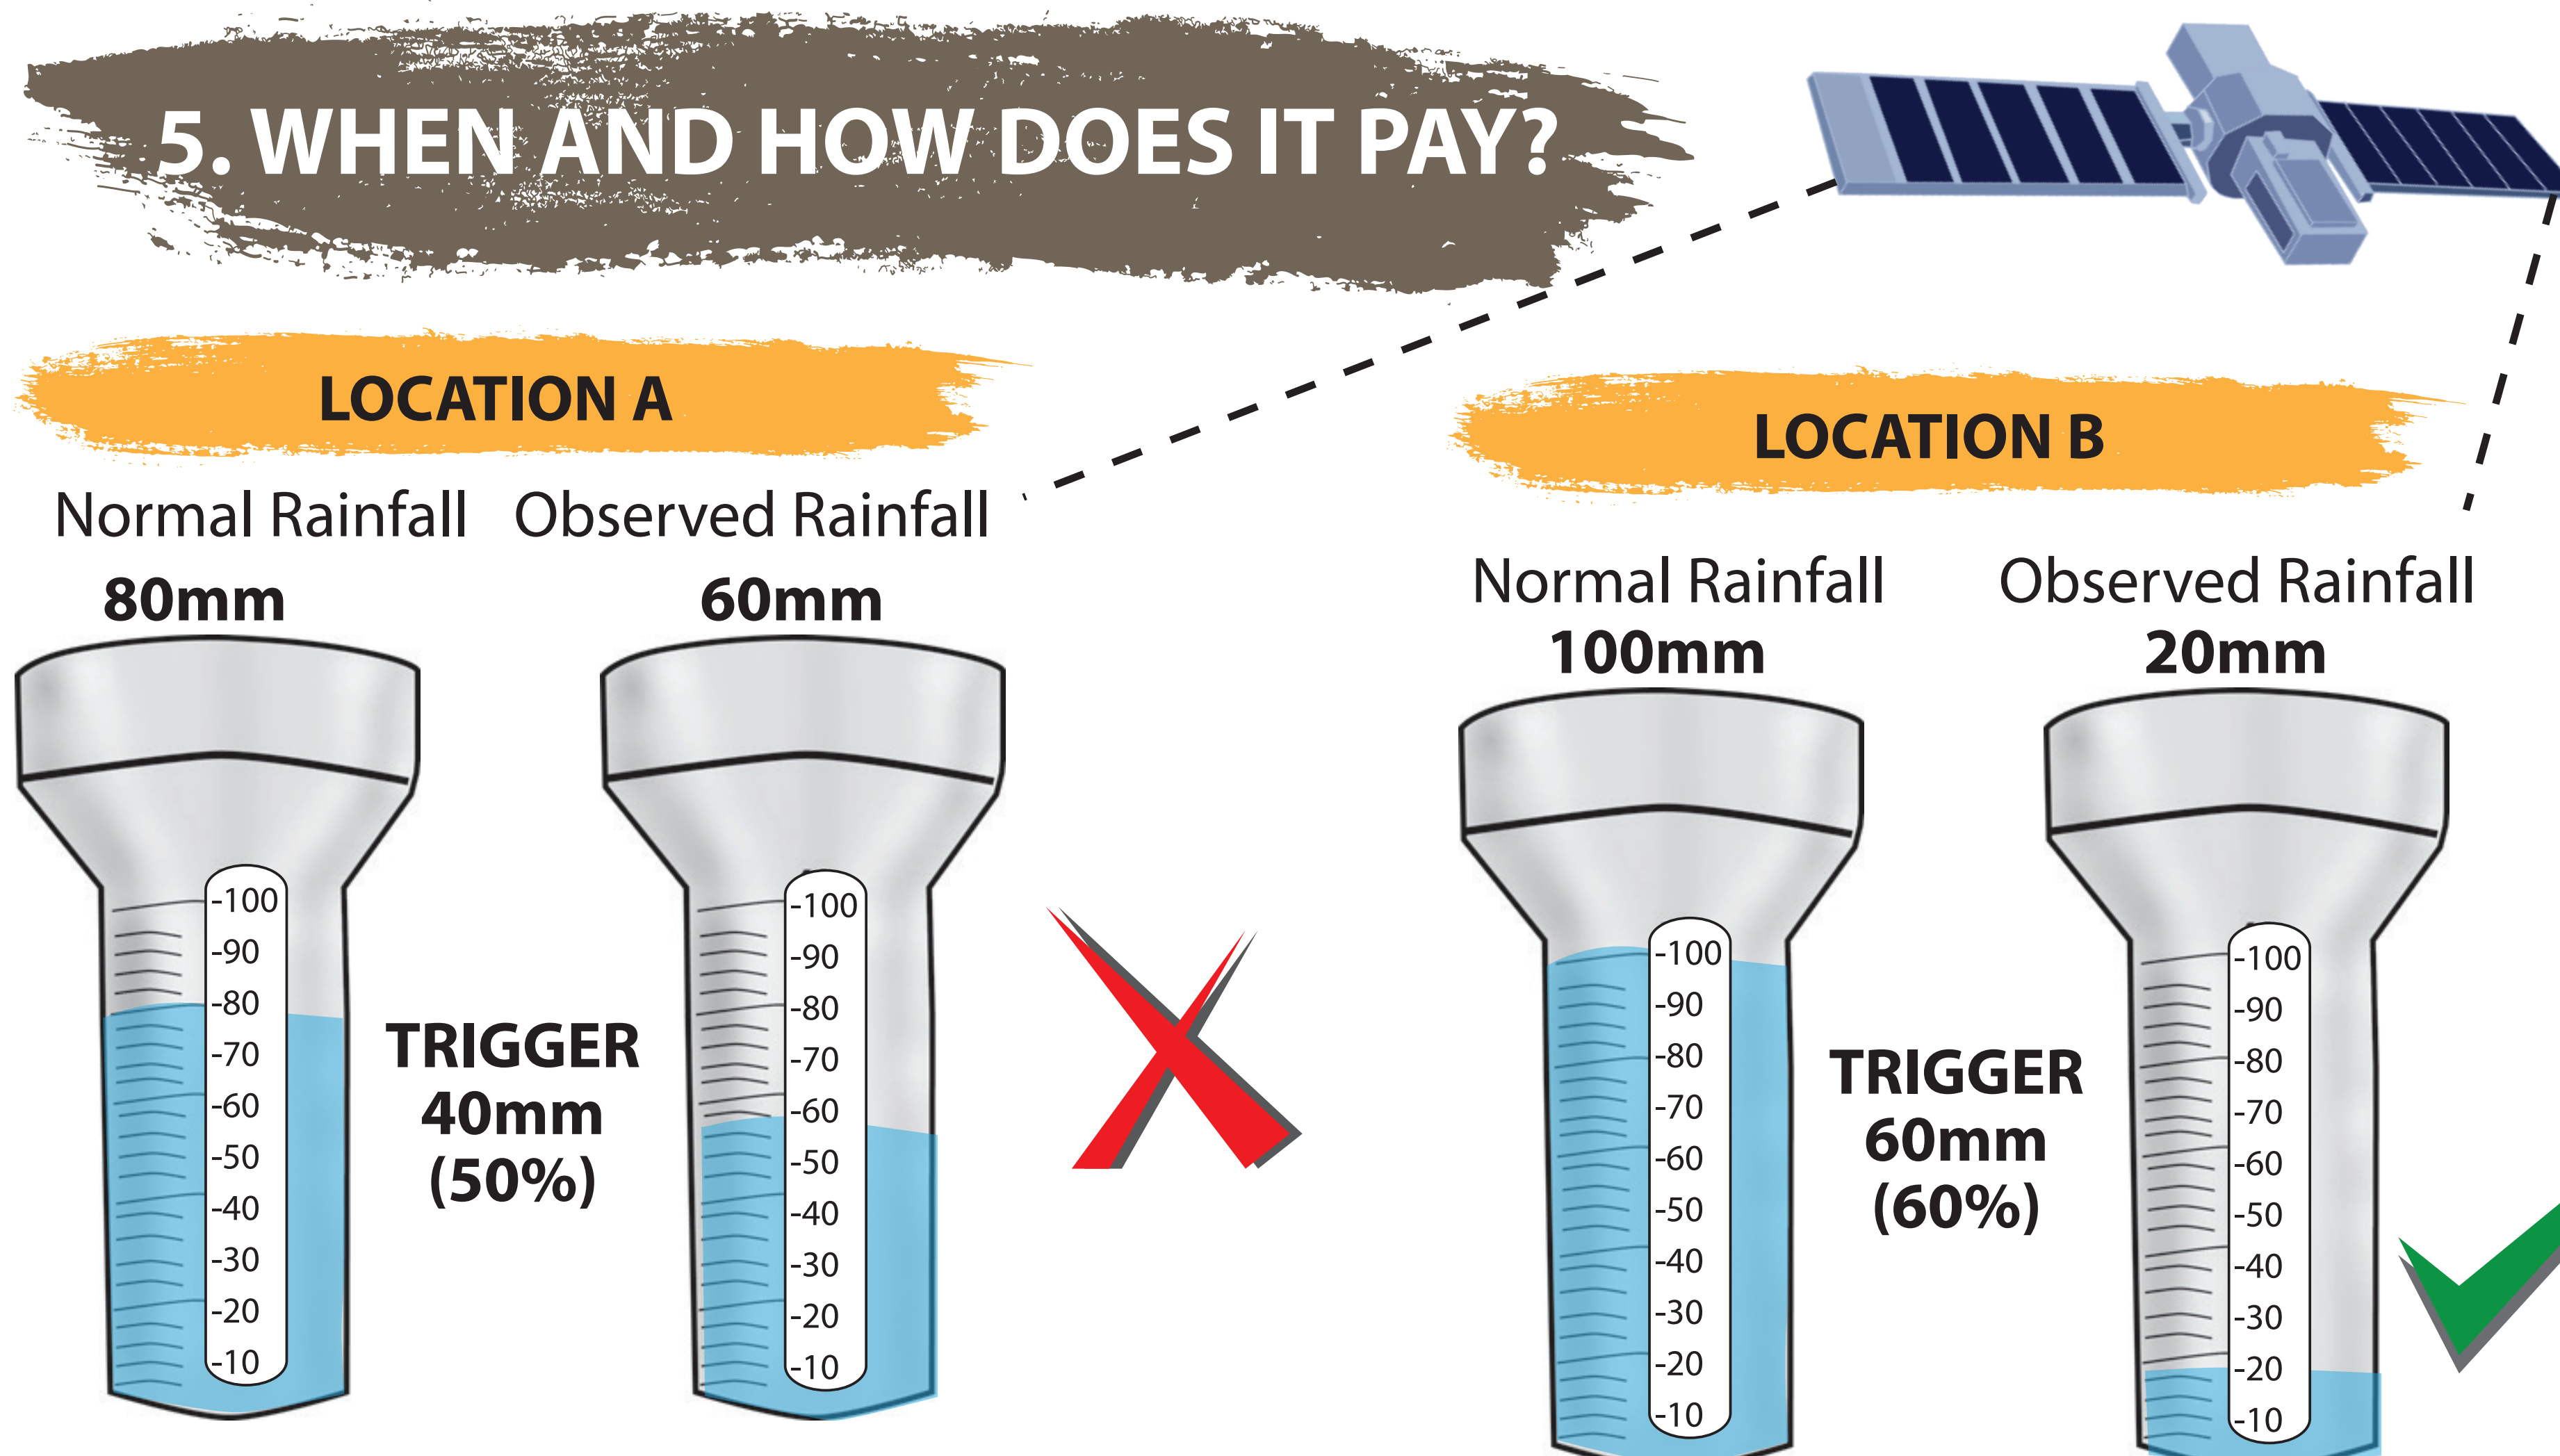 5. WHEN AND HOW DOES IT PAY?
LOCATION A
Normal Rainfall
80mm
Observed Rainfall
60mm
-100
-90
-80
-70
-60
-50
-40
-30
-20
-10
TRIGGER
40mm
(50%)
-100
-90
-80
-70
-60
-50
-40
-30
-20
-10
LOCATION B
Normal Rainfall
100mm
Observed Rainfall
20mm
-100
-90
-80
-70
-60
-50
-40
-30
-20
-10
TRIGGER
60mm
(60%)
-100
-90
-80
-70
-60
-50
-40
-30
-20
-10